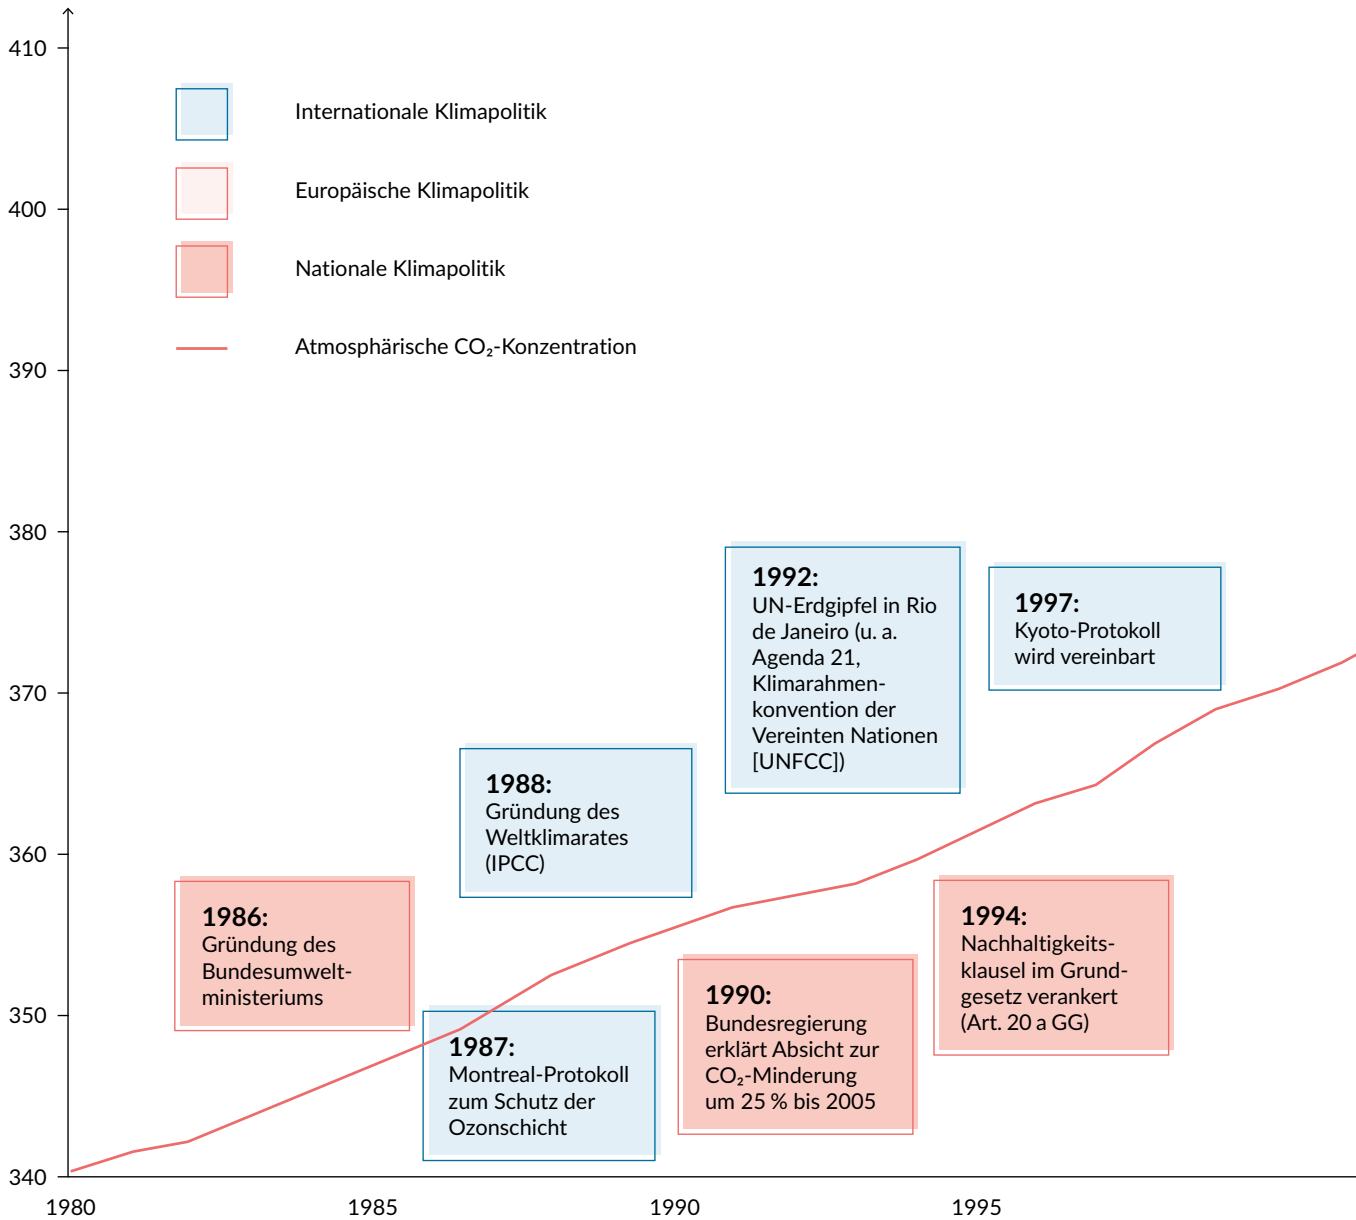 410
400
390
380
370
360
350
340
Internationale Klimapolitik
Europäische Klimapolitik
Nationale Klimapolitik
Atmosphärische CO₂-Konzentration
1986:
Gründung des
Bundesumwelt-
ministeriums
1987:
Montreal-Protokoll
zum Schutz der
Ozonschicht
1988:
Gründung des
Weltklimarates
(IPCC)
1990:
Bundesregierung
erklärt Absicht zur
CO₂-Minderung
um 25 % bis 2005
1992:
UN-Erdgipfel in Rio
de Janeiro (u. a.
Agenda 21,
Klimarahmen-
konvention der
Vereinten Nationen
[UNFCC])
1994:
Nachhaltigkeits-
klausel im Grund-
gesetz verankert
(Art. 20 a GG)
1997:
Kyoto-Protokoll
wird vereinbart
1980
1985
1990
1995